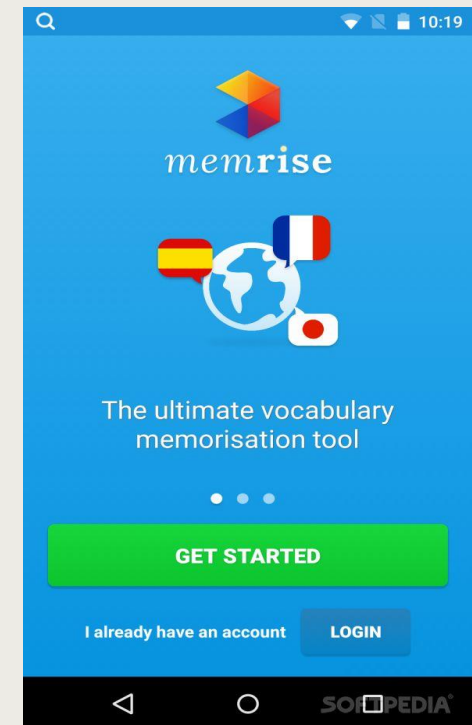 10:19
memrise
The ultimate vocabulary
memorisation tool
GET STARTED
I already have an account LOGIN
SOFTPEDIA